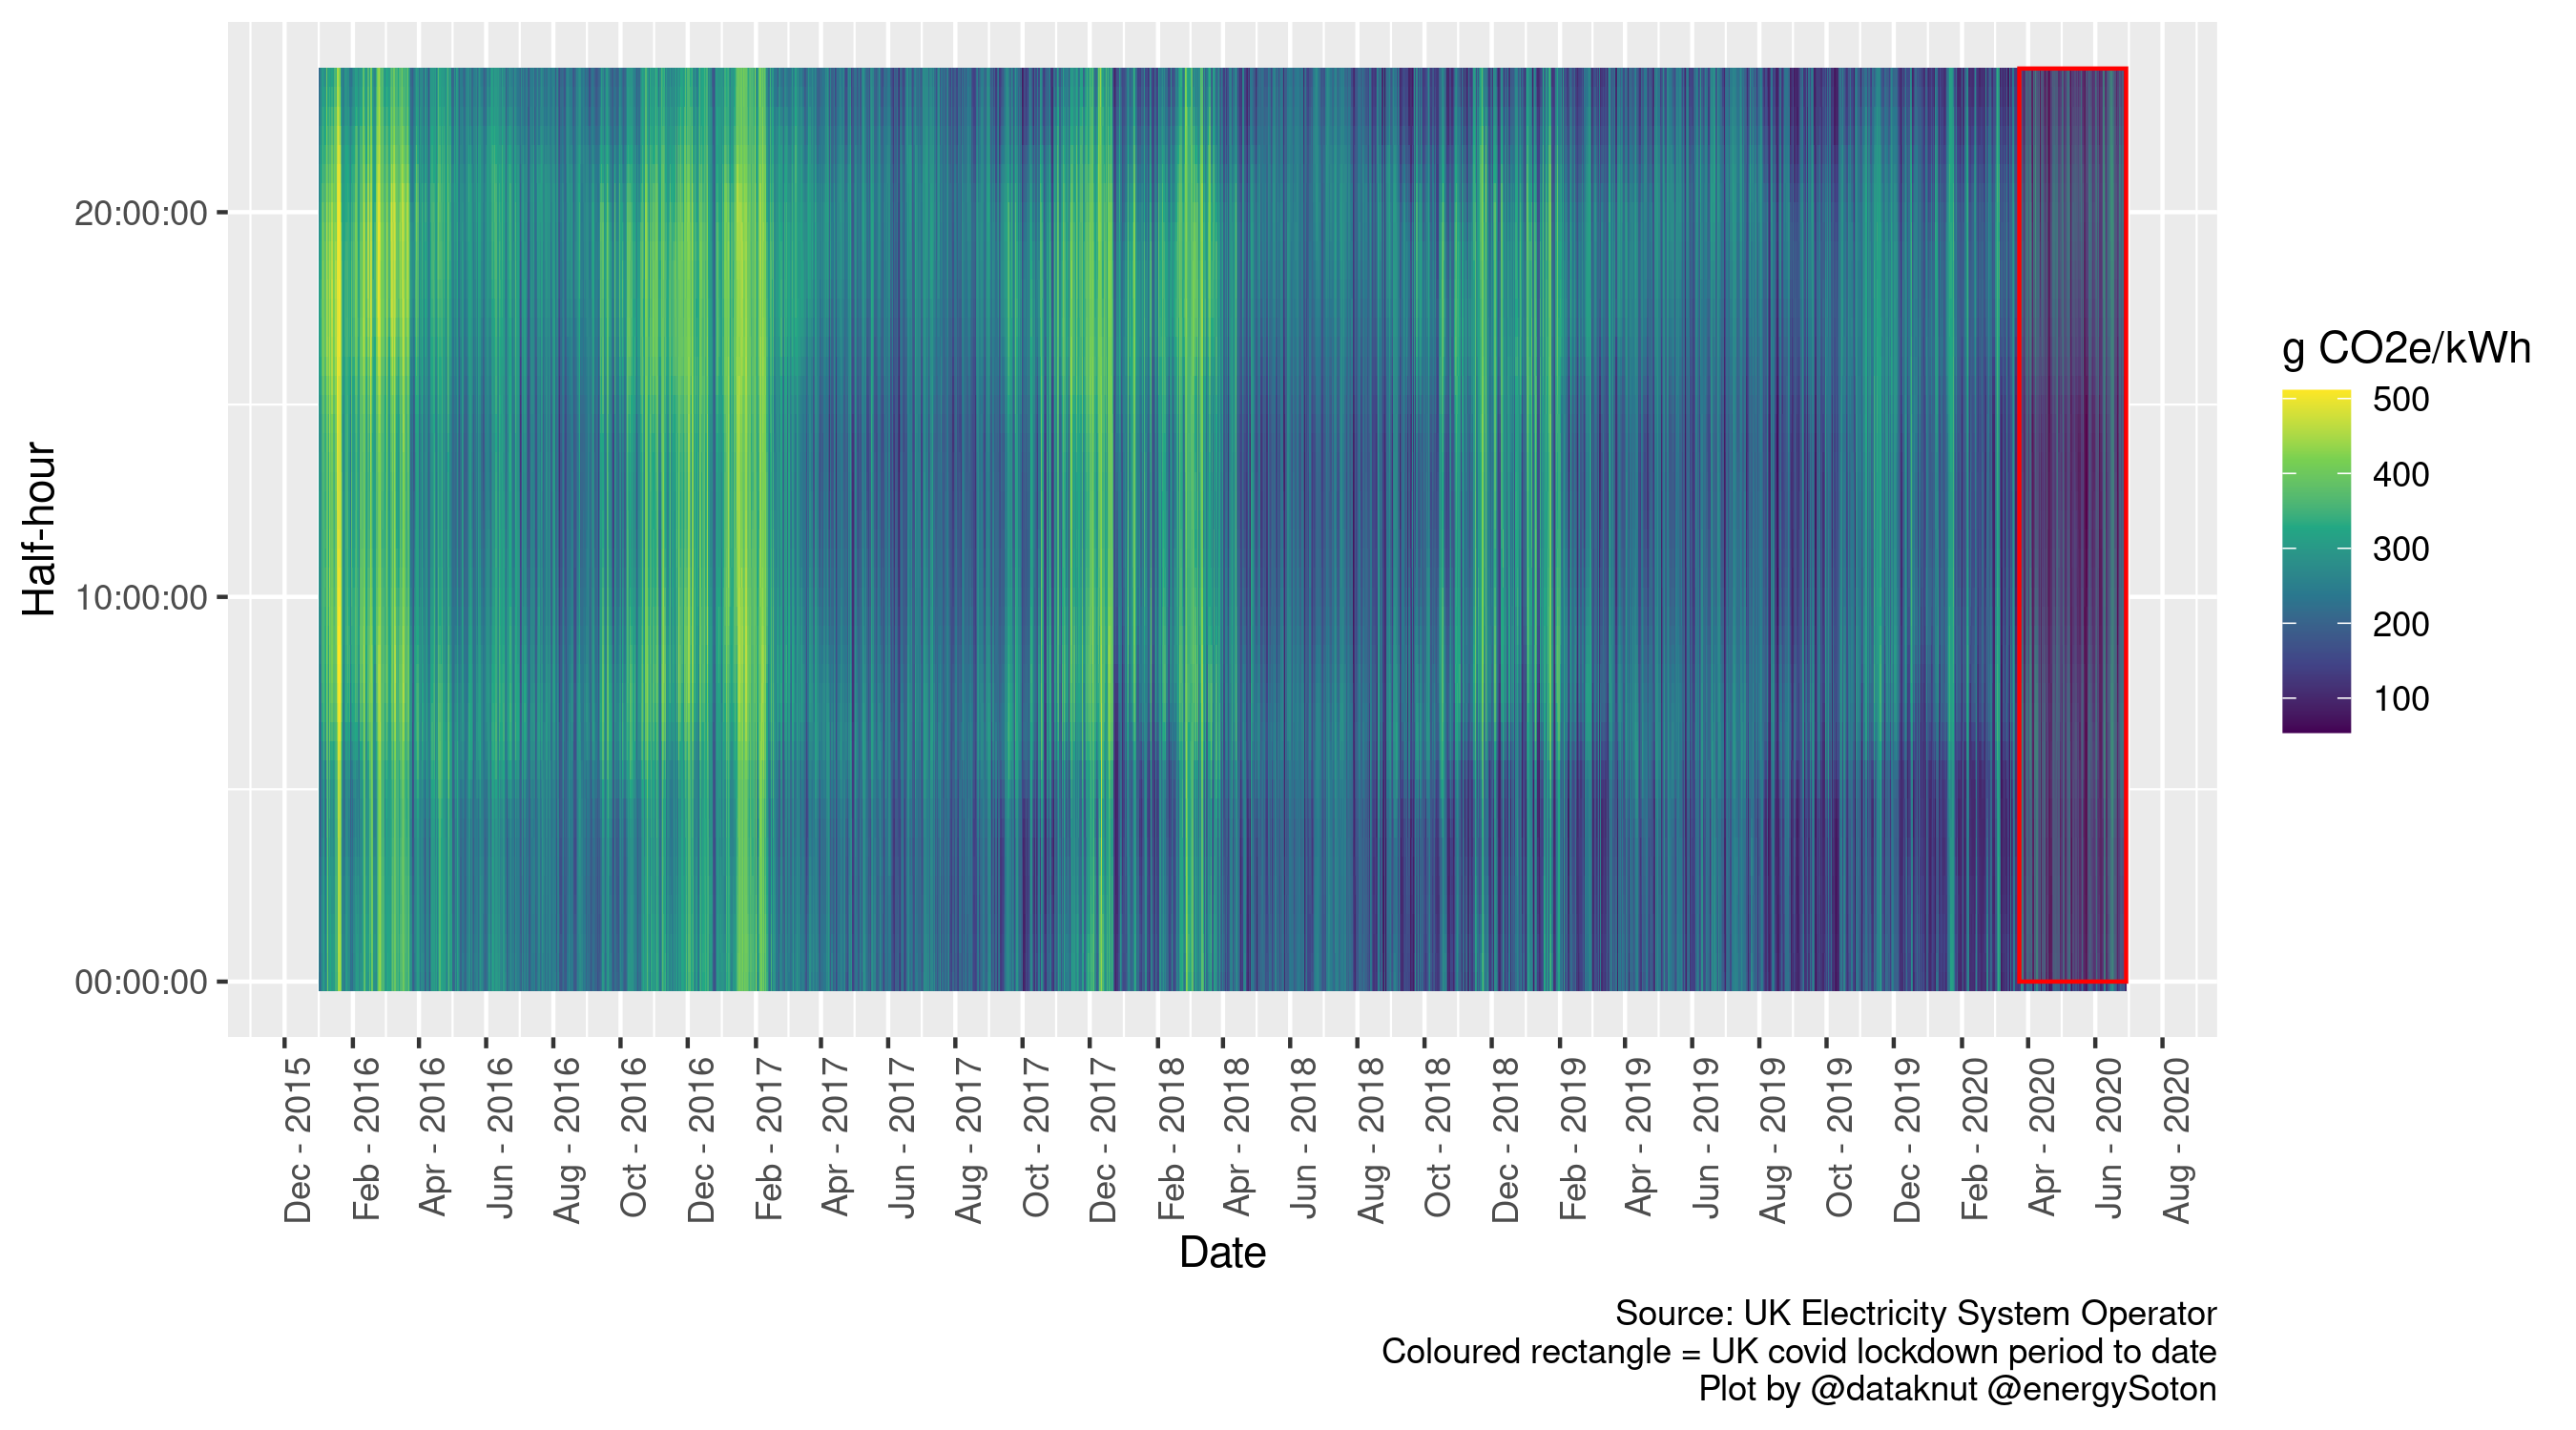 20:00:00
10:00:00
00:00:00
Half-hour
Dec - 2015
Feb - 2016
Apr - 2016
Jun - 2016
Aug - 2016
Oct - 2016
Dec - 2016
Feb - 2017
Apr - 2017
Jun - 2017
Aug - 2017
Oct - 2017
Dec - 2017
Feb - 2018
Apr - 2018
Jun - 2018
Aug - 2018
Oct - 2018
Dec - 2018
Feb - 2019
Apr - 2019
Jun - 2019
Aug - 2019
Oct - 2019
Dec - 2019
Feb - 2020
Apr - 2020
Jun - 2020
Aug - 2020
Date
g CO2e/kWh
500
400
300
200
100
Source: UK Electricity System Operator
Coloured rectangle = UK covid lockdown period to date
Plot by @dataknut @energySoton